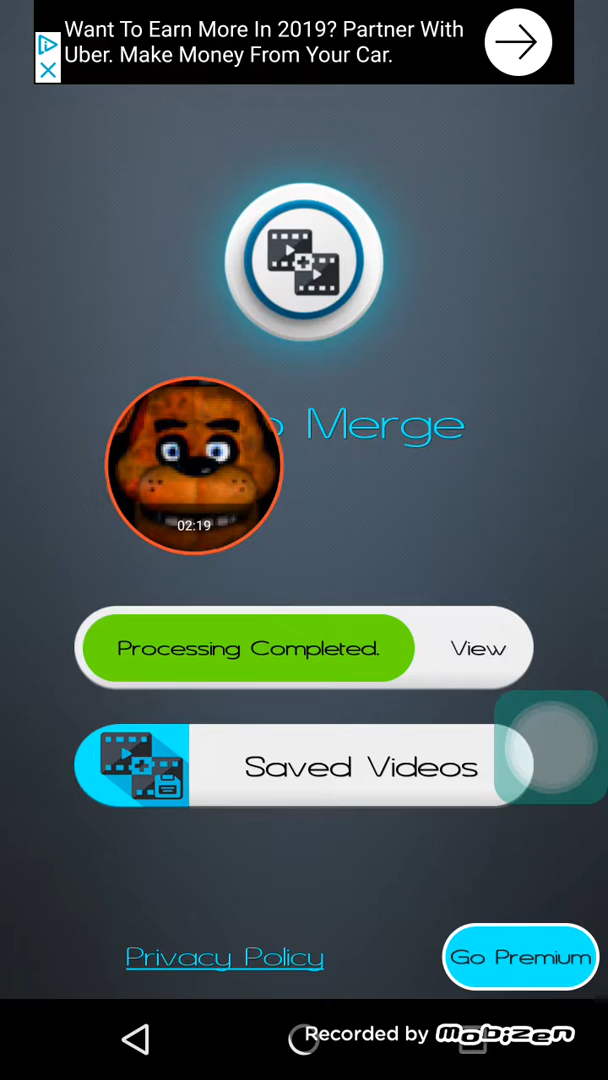 Want To Earn More In 2019? Partner With
Uber. Make Money From Your Car.
o Merge
02:19
Processing Completed.
View
Saved Videos
Privacy Policy
Go Premium
Recorded by mobizen